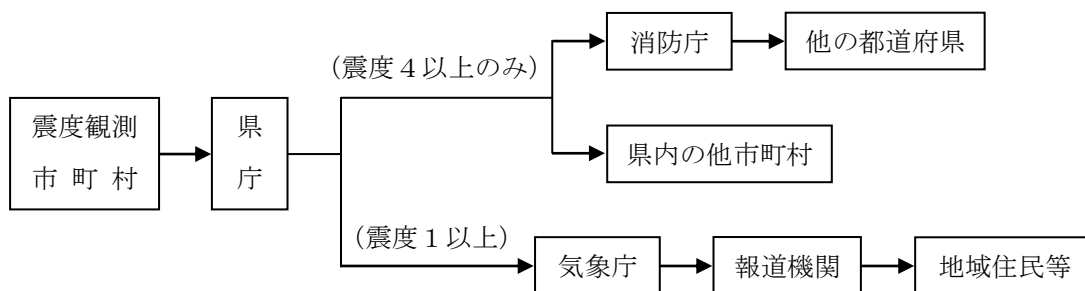 消防庁
他の都道府県
（震度４以上のみ）
震度観測
市町村
県
庁
県内の他市町村
（震度１以上）
気象庁
報道機関
地域住民等